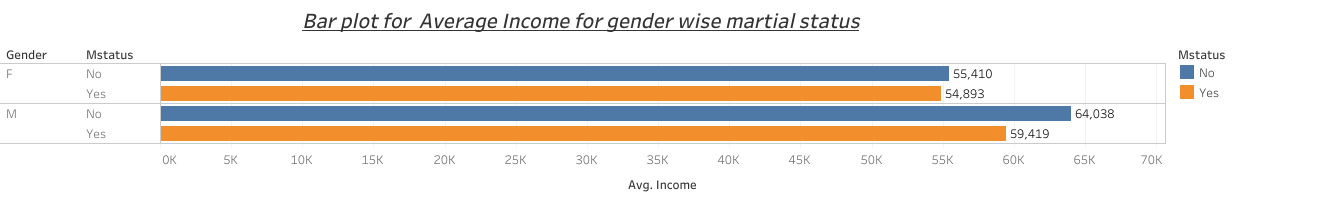 Bar plot for  Average Income for gender wise martial status
Gender Mstatus
F No 55,410
Yes 54,893
M No 64,038
Yes 59,419
0K 5K 10K 15K 20K 25K 30K 35K 40K 45K 50K 55K 60K 65K 70K
Avg. Income
Mstatus
No
Yes